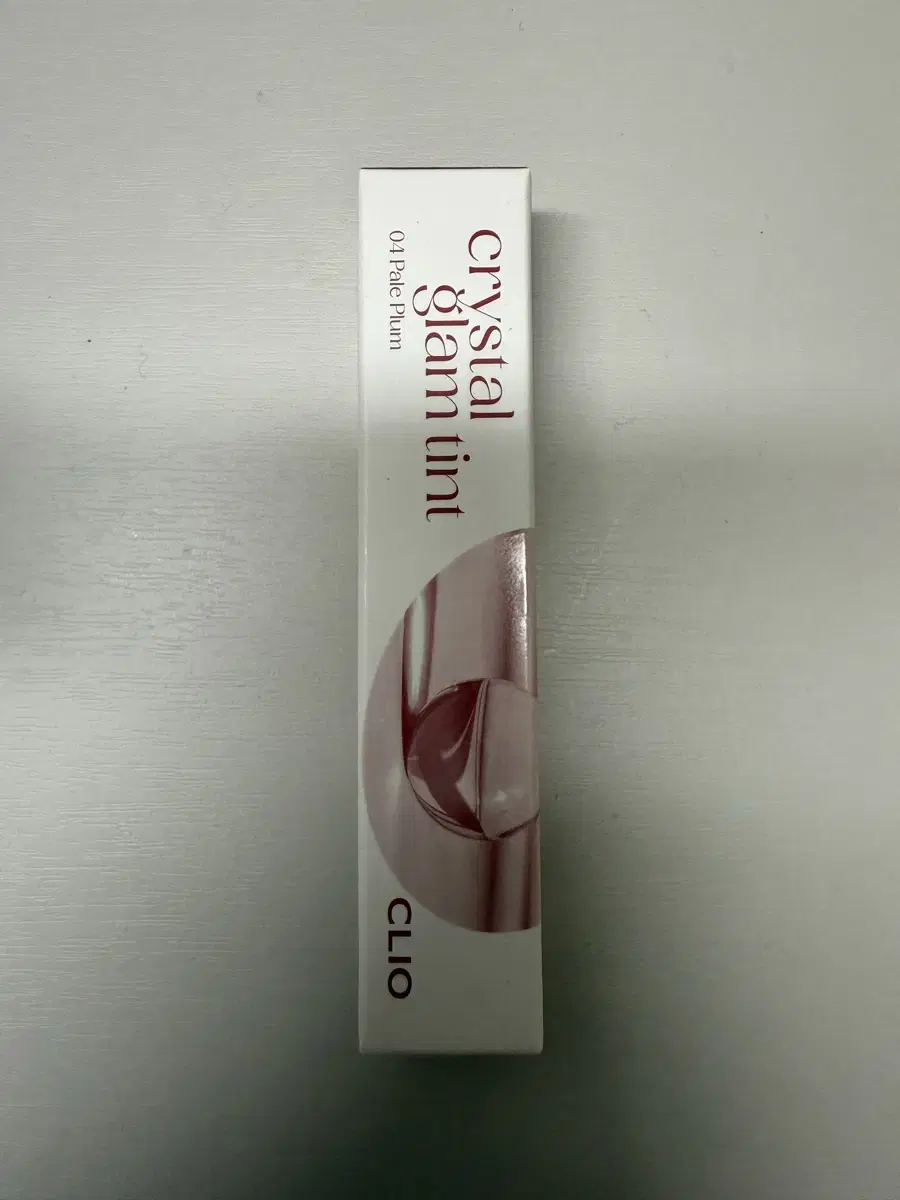 crystal
glam tint
04 Pale Plum
CLIO